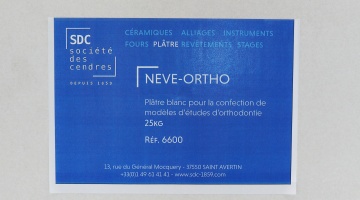 SDC
société
des
cendres
DEPUIS 1859
CÉRAMIQUES ALLIAGES INSTRUMENTS
FOURS PLÂTRE REVÊTEMENTS STAGES
NEVE-ORTHO
Plâtre blanc pour la confection de
modèles d'études d'orthodontie
25KG
RÉF. 6600
13, rue du Général Mocquery - 37550 SAINT AVERTIN
+33(0)1 49 61 41 41 - www.sdc-1859.com